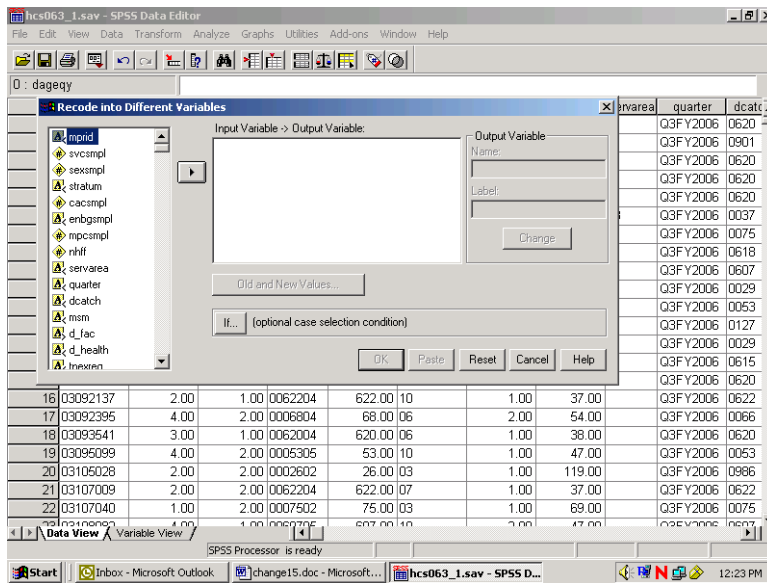 hcs063_1.sav - SPSS Data Editor
File Edit View Data Transform Analyze Graphs Utilities Add-ons Window Help
0 : dageqy
Recode into Different Variables
mprid
svcsmpl
sexsmpl
stratum
cacsmpl
enbgsmpl
mpcsmpl
nhff
servarea
quarter
dcatch
msm
d_fac
d_health
tnexreg
Input Variable -> Output Variable:
Output Variable
Name:
Label:
Change
Old and New Values...
If... (optional case selection condition)
OK Paste Reset Cancel Help
ervarea quarter dcatc
Q3FY2006 0620
Q3FY2006 0901
Q3FY2006 0620
Q3FY2006 0620
Q3FY2006 0620
Q3FY2006 0037
Q3FY2006 0075
Q3FY2006 0618
Q3FY2006 0607
Q3FY2006 0029
Q3FY2006 0053
Q3FY2006 0127
Q3FY2006 0029
Q3FY2006 0615
Q3FY2006 0620
16 03092137 2.00 1.00 0062204 622.00 10 1.00 37.00 Q3FY2006 0622
17 03092395 4.00 2.00 0006804 68.00 06 2.00 54.00 Q3FY2006 0066
18 03093541 3.00 1.00 0062004 620.00 06 1.00 38.00 Q3FY2006 0620
19 03095099 4.00 2.00 0005305 53.00 10 1.00 47.00 Q3FY2006 0053
20 03105028 2.00 2.00 0002602 26.00 03 1.00 119.00 Q3FY2006 0986
21 03107009 2.00 2.00 0062204 622.00 07 1.00 37.00 Q3FY2006 0622
22 03107040 1.00 2.00 0007502 75.00 03 1.00 69.00 Q3FY2006 0075
Data View Variable View
SPSS Processor is ready
Start Inbox - Microsoft Outlook change15.doc - Microsoft... hcs063_1.sav - SPSS D... 12:23 PM